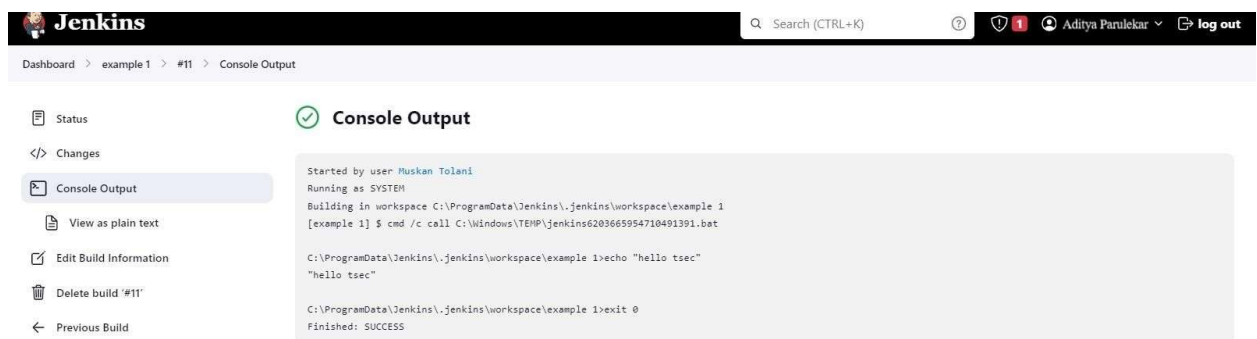 Jenkins
Search (CTRL+K)
1
Aditya Parulekar
log out
Dashboard > example 1 > #11 > Console Output
Status
</> Changes
Console Output
View as plain text
Edit Build Information
Delete build '#11'
← Previous Build
Console Output
Started by user Muskan Tolani
Running as SYSTEM
Building in workspace C:\ProgramData\Jenkins\.jenkins\workspace\example 1
[example 1] $ cmd /c call C:\Windows\TEMP\jenkins6203665954710491391.bat
C:\ProgramData\Jenkins\.jenkins\workspace\example 1>echo "hello tsec"
"hello tsec"
C:\ProgramData\Jenkins\.jenkins\workspace\example 1>exit 0
Finished: SUCCESS